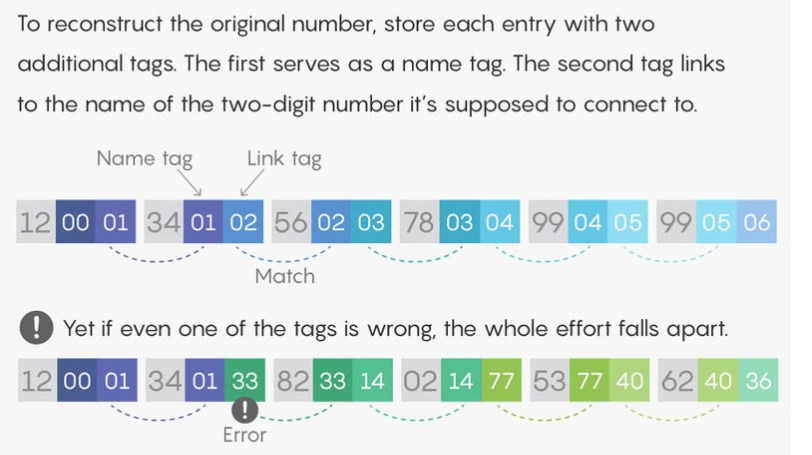 To reconstruct the original number, store each entry with two
additional tags. The first serves as a name tag. The second tag links
to the name of the two-digit number it's supposed to connect to.
Name tag Link tag
12 00 01 34 01 02 56 02 03 78 03 04 99 04 05 99 05 06
Match
! Yet if even one of the tags is wrong, the whole effort falls apart.
12 00 01 34 01 33 82 33 14 02 14 77 53 77 40 62 40 36
!
Error